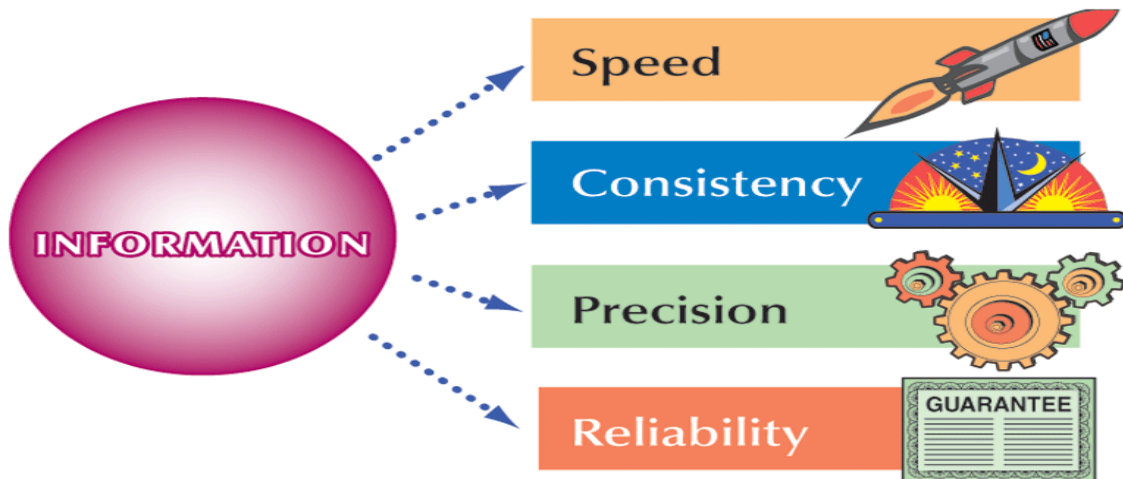 Speed
Consistency
INFORMATION
Precision
Reliability
GUARANTEE